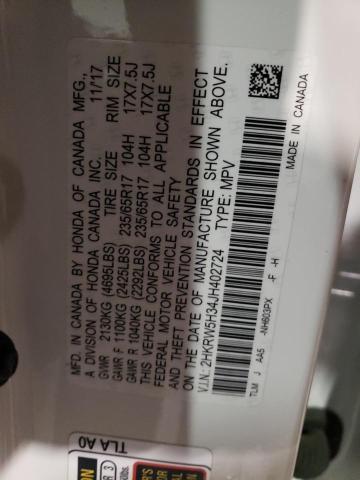 MFD. IN CANADA BY HONDA OF CANADA MFG.,
A DIVISION OF HONDA CANADA INC. 11/17
GVWR 2130KG (4695LBS) TIRE SIZE RIM SIZE
GAWR F 1100KG (2425LBS) 235/65R17 104H 17X7.5J
GAWR R 1040KG (2292LBS) 235/65R17 104H 17X7.5J
THIS VEHICLE CONFORMS TO ALL APPLICABLE
FEDERAL MOTOR VEHICLE SAFETY
AND THEFT PREVENTION STANDARDS IN EFFECT
ON THE DATE OF MANUFACTURE SHOWN ABOVE.
V.I.N.: 2HKRW5H34JH402724 TYPE: MPV
TLM J AA5 -NH603PX -F -H
MADE IN CANADA
TLA A0